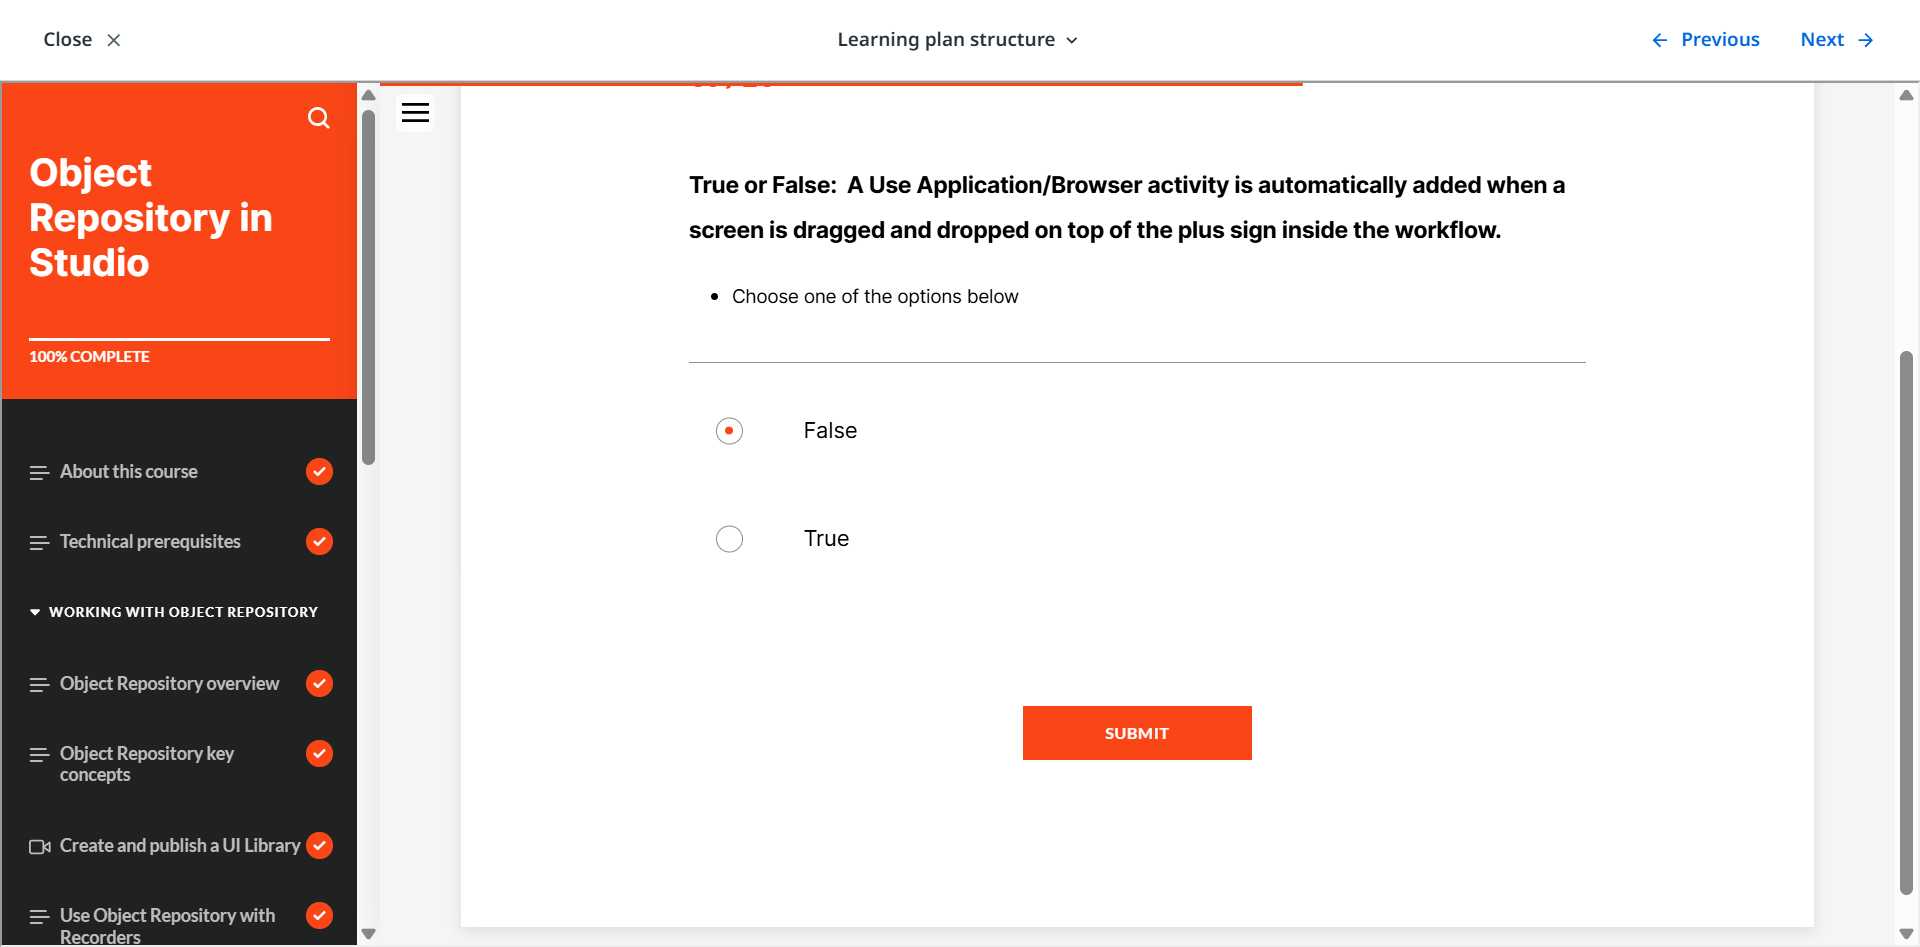 Close
Learning plan structure
Previous
Next
Object
Repository in
Studio
100% COMPLETE
About this course
Technical prerequisites
WORKING WITH OBJECT REPOSITORY
Object Repository overview
Object Repository key
concepts
Create and publish a UI Library
Use Object Repository with
Recorders
True or False:  A Use Application/Browser activity is automatically added when a
screen is dragged and dropped on top of the plus sign inside the workflow.
Choose one of the options below
False
True
SUBMIT